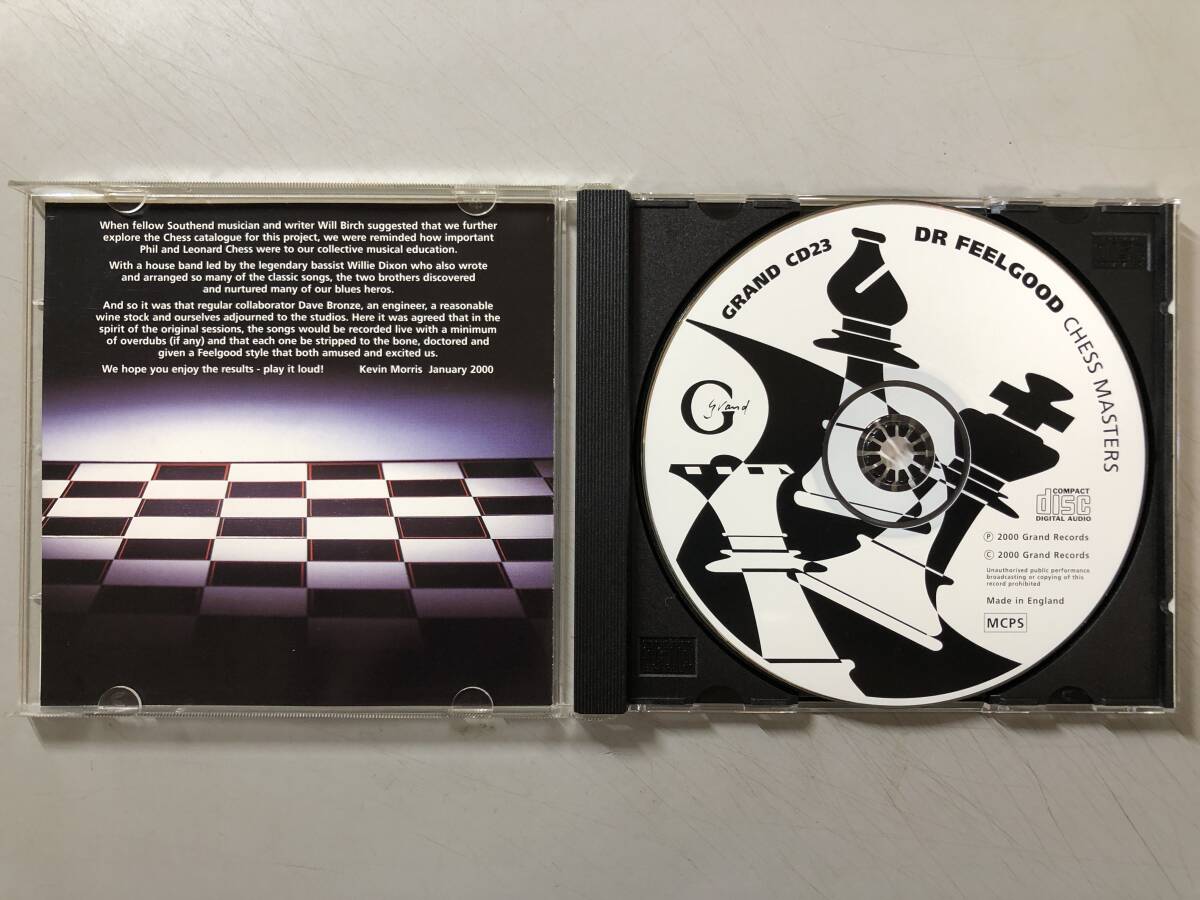 When fellow Southend musician and writer Will Birch suggested that we further
explore the Chess catalogue for this project, we were reminded how important
Phil and Leonard Chess were to our collective musical education.
With a house band led by the legendary bassist Willie Dixon who also wrote
and arranged so many of the classic songs, the two brothers discovered
and nurtured many of our blues heros.
And so it was that regular collaborator Dave Bronze, an engineer, a reasonable
wine stock and ourselves adjourned to the studios. Here it was agreed that in the
spirit of the original sessions, the songs would be recorded live with a minimum
of overdubs (if any) and that each one be stripped to the bone, doctored and
given a Feelgood style that both amused and excited us.
We hope you enjoy the results - play it loud! Kevin Morris January 2000
GRAND CD23
DR FEELGOOD CHESS MASTERS
G grand
COMPACT
disc
DIGITAL AUDIO
Ⓟ 2000 Grand Records
© 2000 Grand Records
Unauthorised public performance
broadcasting or copying of this
record prohibited
Made in England
MCPS